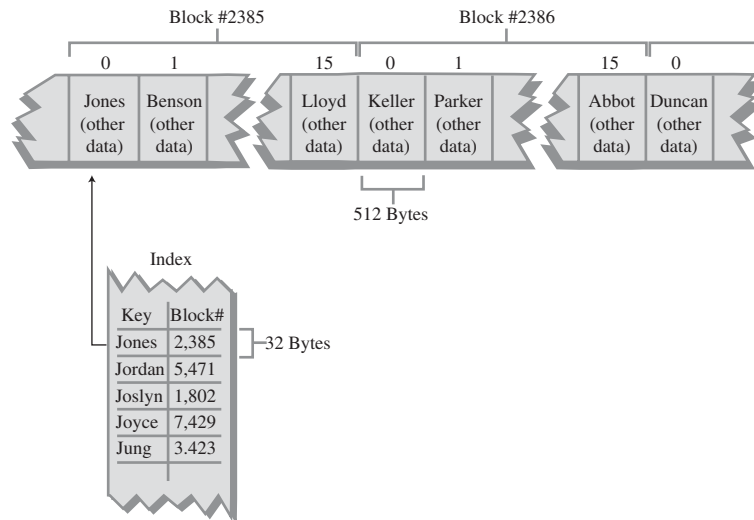 Block #2385 Block #2386
0 1 15 0 1 15 0
Jones Benson Lloyd Keller Parker Abbot Duncan
(other (other (other (other (other (other (other
data) data) data) data) data) data) data)
512 Bytes
Index
Key Block#
Jones 2,385 32 Bytes
Jordan 5,471
Joslyn 1,802
Joyce 7,429
Jung 3.423